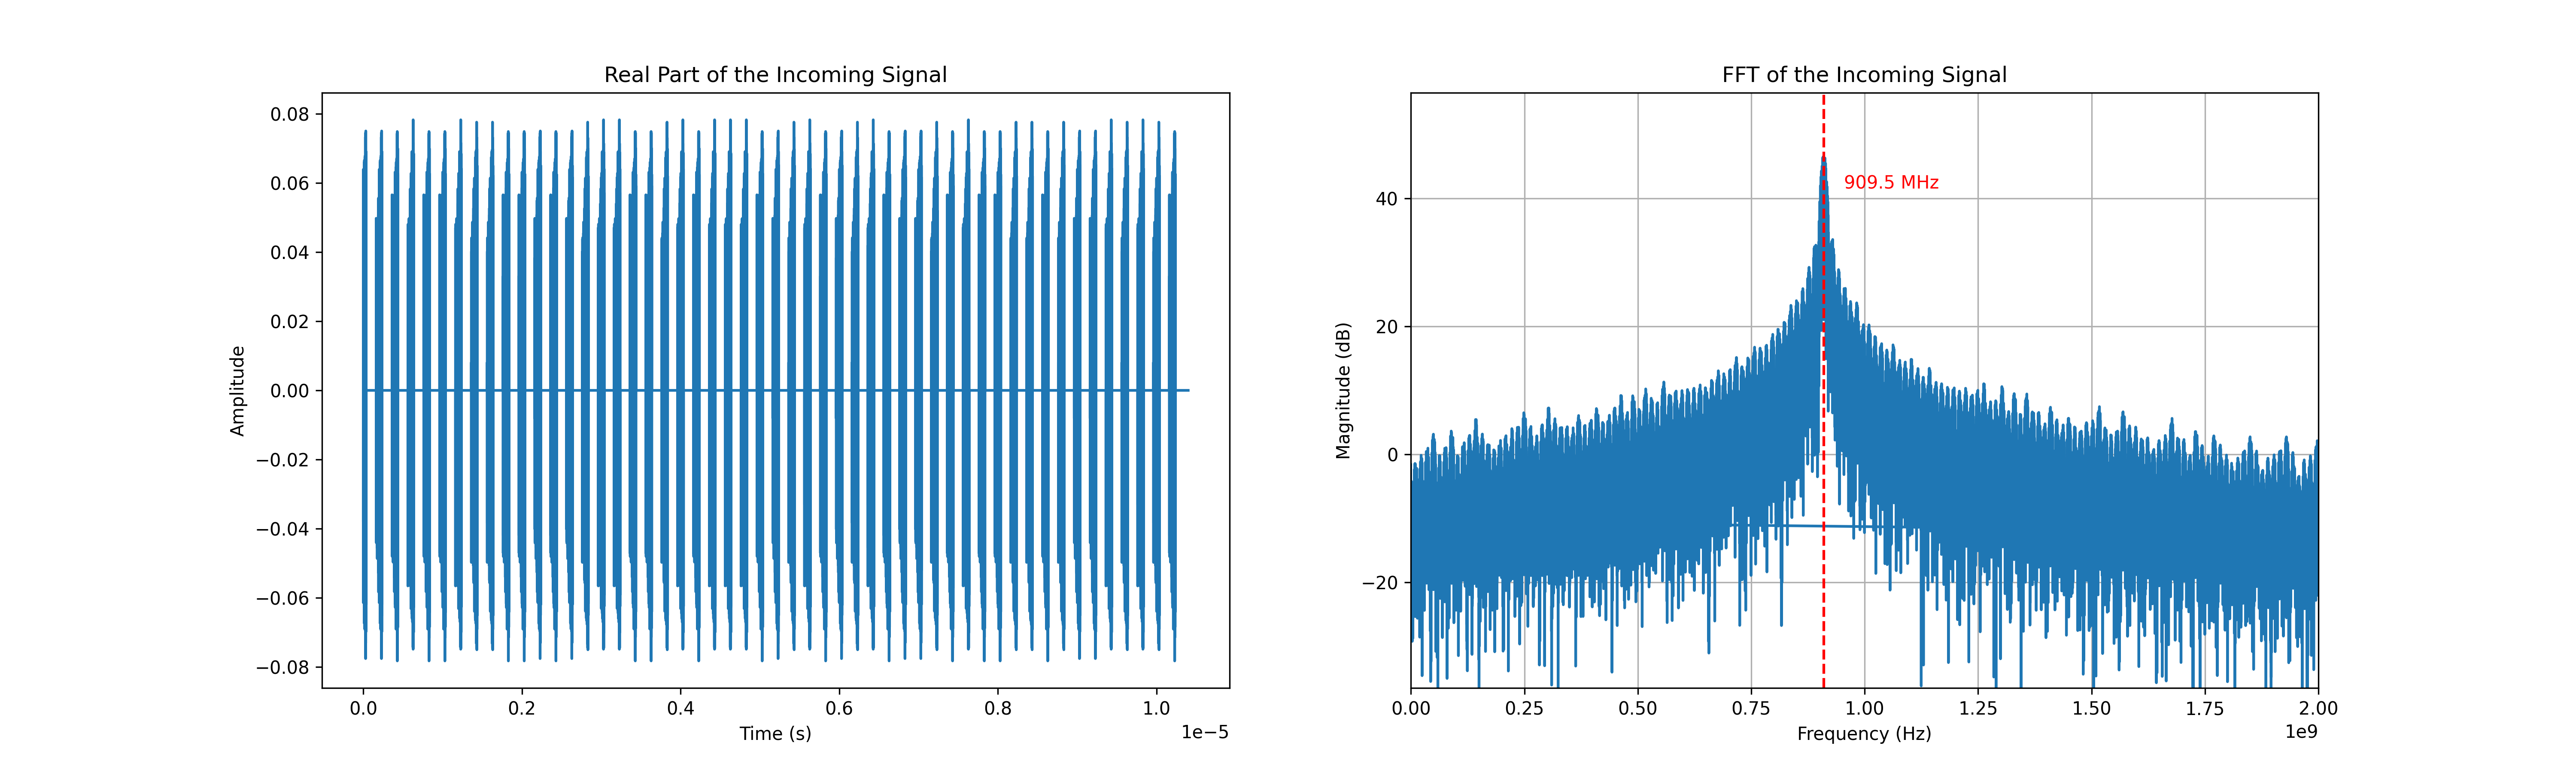 Real Part of the Incoming Signal
0.08
0.06
0.04
0.02
0.00
−0.02
−0.04
−0.06
−0.08
Amplitude
0.0 0.2 0.4 0.6 0.8 1.0
1e−5
Time (s)
FFT of the Incoming Signal
909.5 MHz
40
20
0
−20
Magnitude (dB)
0.00 0.25 0.50 0.75 1.00 1.25 1.50 1.75 2.00
1e9
Frequency (Hz)